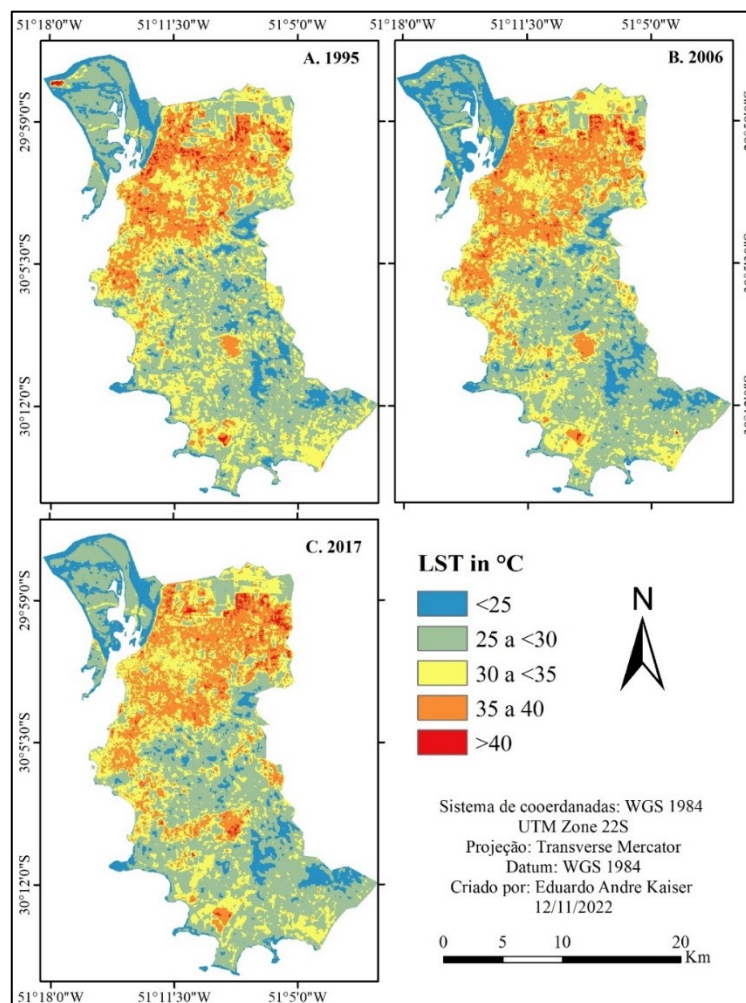 51°18'0"W 51°11'30"W 51°5'0"W 51°18'0"W 51°11'30"W 51°5'0"W
A. 1995
B. 2006
29°59'0"S
30°5'30"S
30°12'0"S
C. 2017
29°59'0"S
30°5'30"S
30°12'0"S
51°18'0"W 51°11'30"W 51°5'0"W
LST in °C
<25
25 a <30
30 a <35
35 a 40
>40
N
Sistema de cooerdanadas: WGS 1984
UTM Zone 22S
Projeção: Transverse Mercator
Datum: WGS 1984
Criado por: Eduardo Andre Kaiser
12/11/2022
0 5 10 20
Km